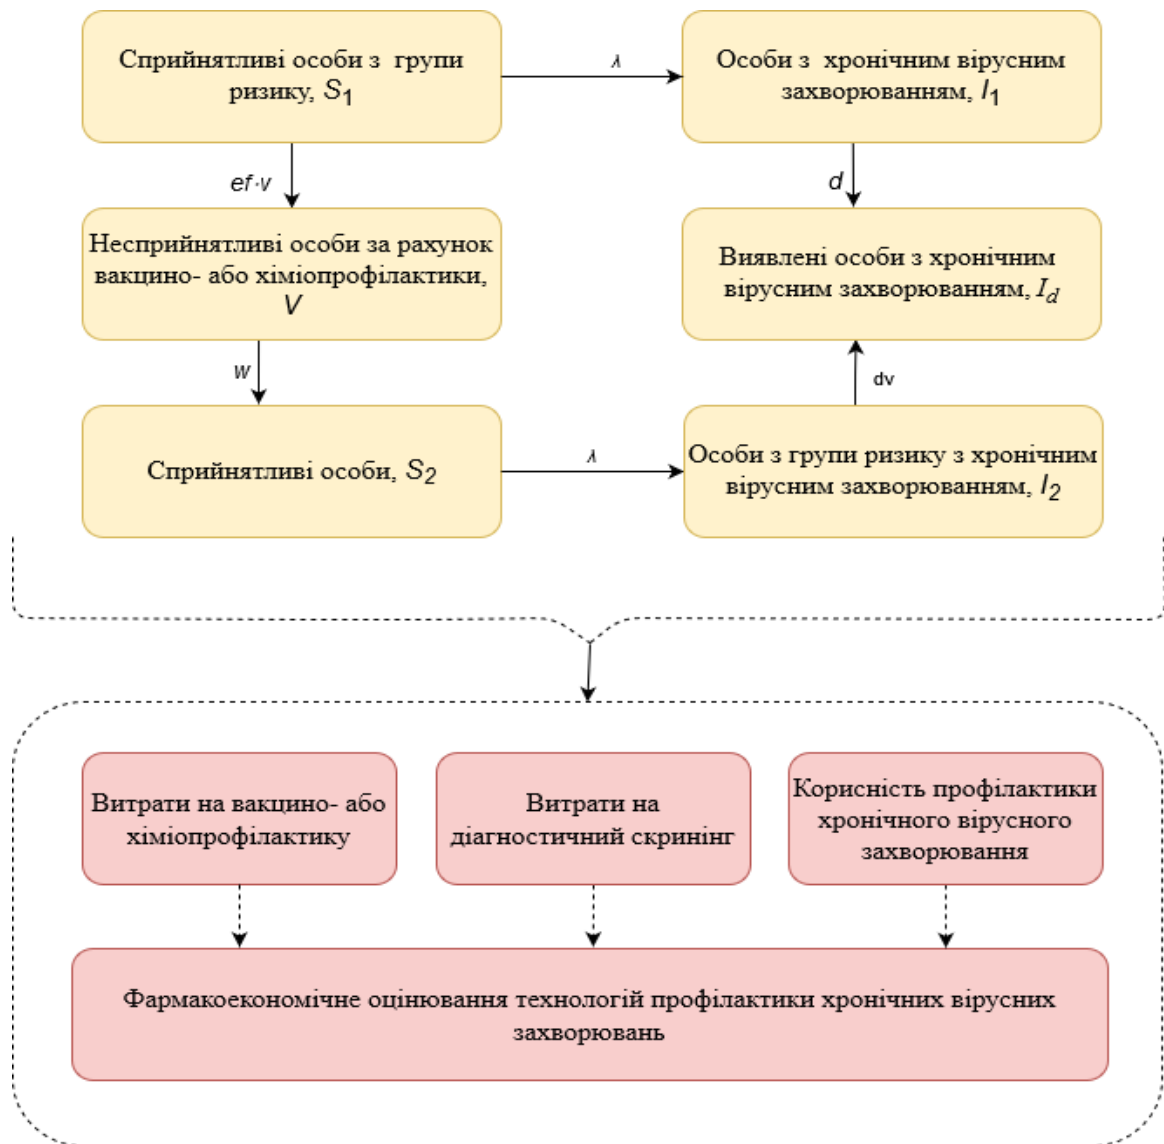 Сприйнятливі особи з групи
ризику, S1
λ
Особи з хронічним вірусним
захворюванням, I1
ef·v
d
Несприйнятливі особи за рахунок
вакцино- або хіміопрофілактики,
V
Виявлені особи з хронічним
вірусним захворюванням, Id
w
dv
Сприйнятливі особи, S2
λ
Особи з групи ризику з хронічним
вірусним захворюванням, I2
Витрати на вакцино- або
хіміопрофілактику
Витрати на
діагностичний скринінг
Корисність профілактики
хронічного вірусного
захворювання
Фармакоекономічне оцінювання технологій профілактики хронічних вірусних
захворювань